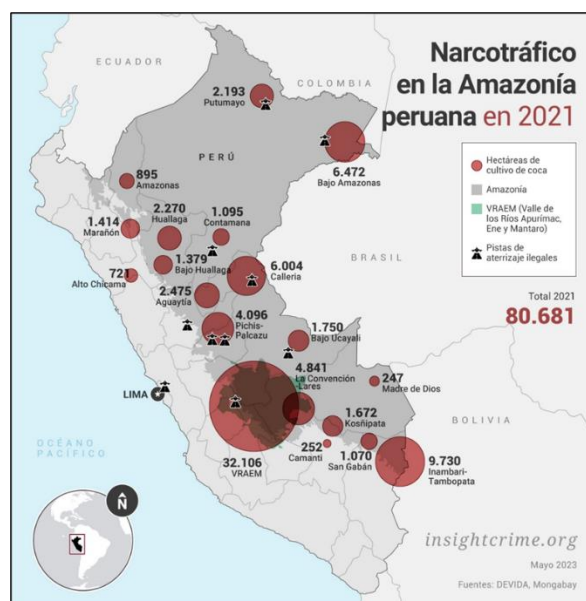 Narcotráfico
en la Amazonía
peruana en 2021
ECUADOR
COLOMBIA
2.193
Putumayo
PERÚ
6.472
Bajo Amazonas
Hectáreas de
cultivo de coca
Amazonía
VRAEM (Valle de
los Ríos Apurímac,
Ene y Mantaro)
Pistas de
aterrizaje ilegales
895
Amazonas
2.270
Huallaga
1.095
Contamana
1.414
Marañón
1.379
Bajo Huallaga
6.004
Calleria
BRASIL
721
Alto Chicama
2.475
Aguaytía
Total 2021
80.681
4.096
Pichis-
Palcazu
1.750
Bajo Ucayali
4.841
La Convención
-Lares
247
Madre de Dios
LIMA
1.672
Kosñipata
BOLIVIA
OCÉANO
PACÍFICO
252
Camanti
1.070
San Gabán
9.730
Inambari-
Tambopata
32.106
VRAEM
N
insightcrime.org
Mayo 2023
Fuentes: DEVIDA, Mongabay